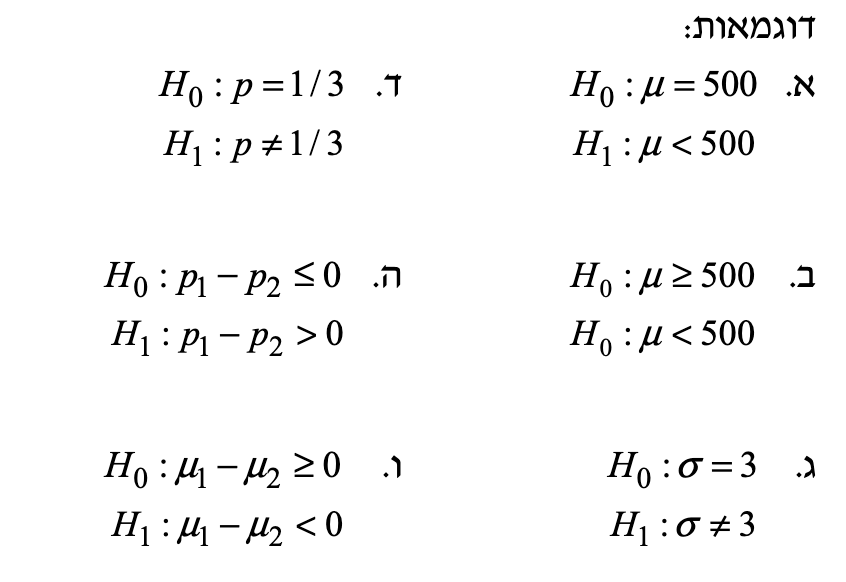 דוגמאות:
א. H₀ : μ = 500
H₁ : μ < 500
ב. H₀ : μ ≥ 500
H₀ : μ < 500
ג. H₀ : σ = 3
H₁ : σ ≠ 3
ד. H₀ : p = 1/3
H₁ : p ≠ 1/3
ה. H₀ : p₁ − p₂ ≤ 0
H₁ : p₁ − p₂ > 0
ו. H₀ : μ₁ − μ₂ ≥ 0
H₁ : μ₁ − μ₂ < 0